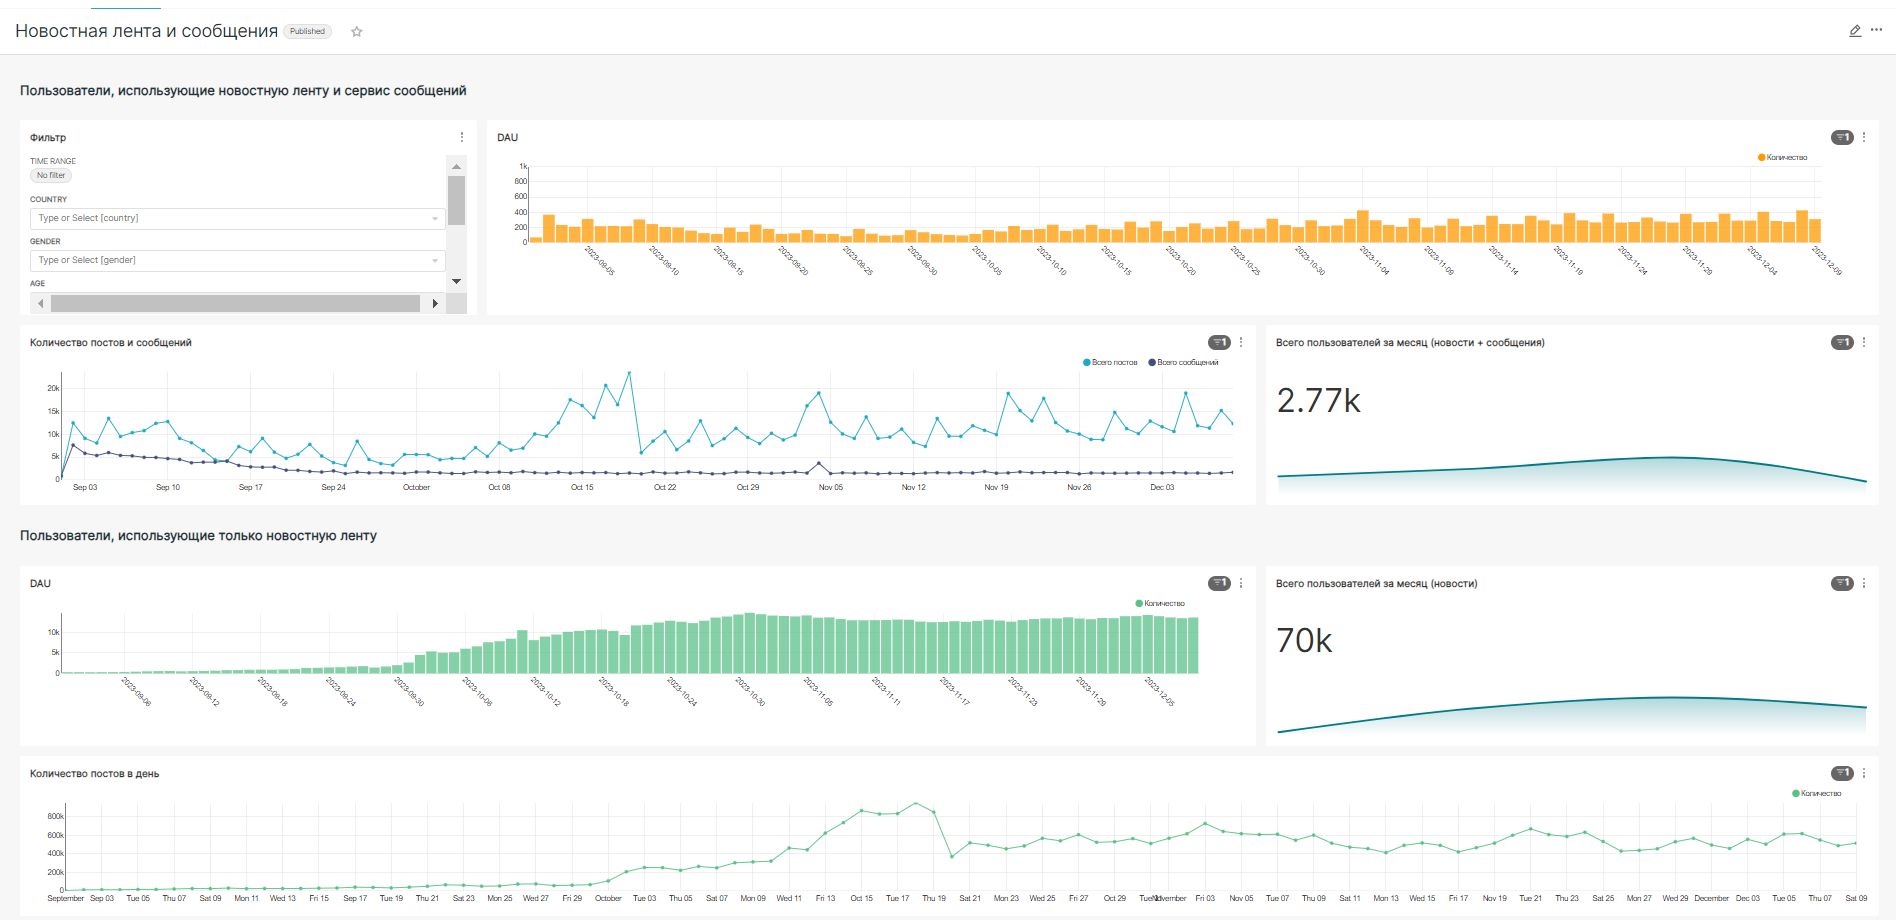 Новостная лента и сообщения Published
Пользователи, использующие новостную ленту и сервис сообщений
Фильтр
TIME RANGE
No filter
COUNTRY
Type or Select [country]
GENDER
Type or Select [gender]
AGE
DAU
1
Количество
1k
800
600
400
200
0
2023-09-05 2023-09-10 2023-09-15 2023-09-20 2023-09-25 2023-09-30 2023-10-05 2023-10-10 2023-10-15 2023-10-20 2023-10-25 2023-10-30 2023-11-04 2023-11-09 2023-11-14 2023-11-19 2023-11-24 2023-11-29 2023-12-04 2023-12-09
Количество постов и сообщений
1
Всего постов Всего сообщений
20k
15k
10k
5k
0
Sep 03 Sep 10 Sep 17 Sep 24 October Oct 08 Oct 15 Oct 22 Oct 29 Nov 05 Nov 12 Nov 19 Nov 26 Dec 03
Всего пользователей за месяц (новости + сообщения)
1
2.77k
Пользователи, использующие только новостную ленту
DAU
1
Количество
10k
5k
0
2023-09-06 2023-09-12 2023-09-18 2023-09-24 2023-09-30 2023-10-06 2023-10-12 2023-10-18 2023-10-24 2023-10-30 2023-11-05 2023-11-11 2023-11-17 2023-11-23 2023-11-29 2023-12-05
Всего пользователей за месяц (новости)
1
70k
Количество постов в день
1
Количество
800k
600k
400k
200k
0
September Sep 03 Tue 05 Thu 07 Sat 09 Mon 11 Wed 13 Fri 15 Sep 17 Tue 19 Thu 21 Sat 23 Mon 25 Wed 27 Fri 29 October Tue 03 Thu 05 Sat 07 Mon 09 Wed 11 Fri 13 Oct 15 Tue 17 Thu 19 Sat 21 Mon 23 Wed 25 Fri 27 Oct 29 Fri 03 Nov 05 Tue 07 Thu 09 Sat 11 Mon 13 Wed 15 Fri 17 Nov 19 Tue 21 Thu 23 Sat 25 Mon 27 Wed 29 December Dec 03 Tue 05 Thu 07 Sat 09